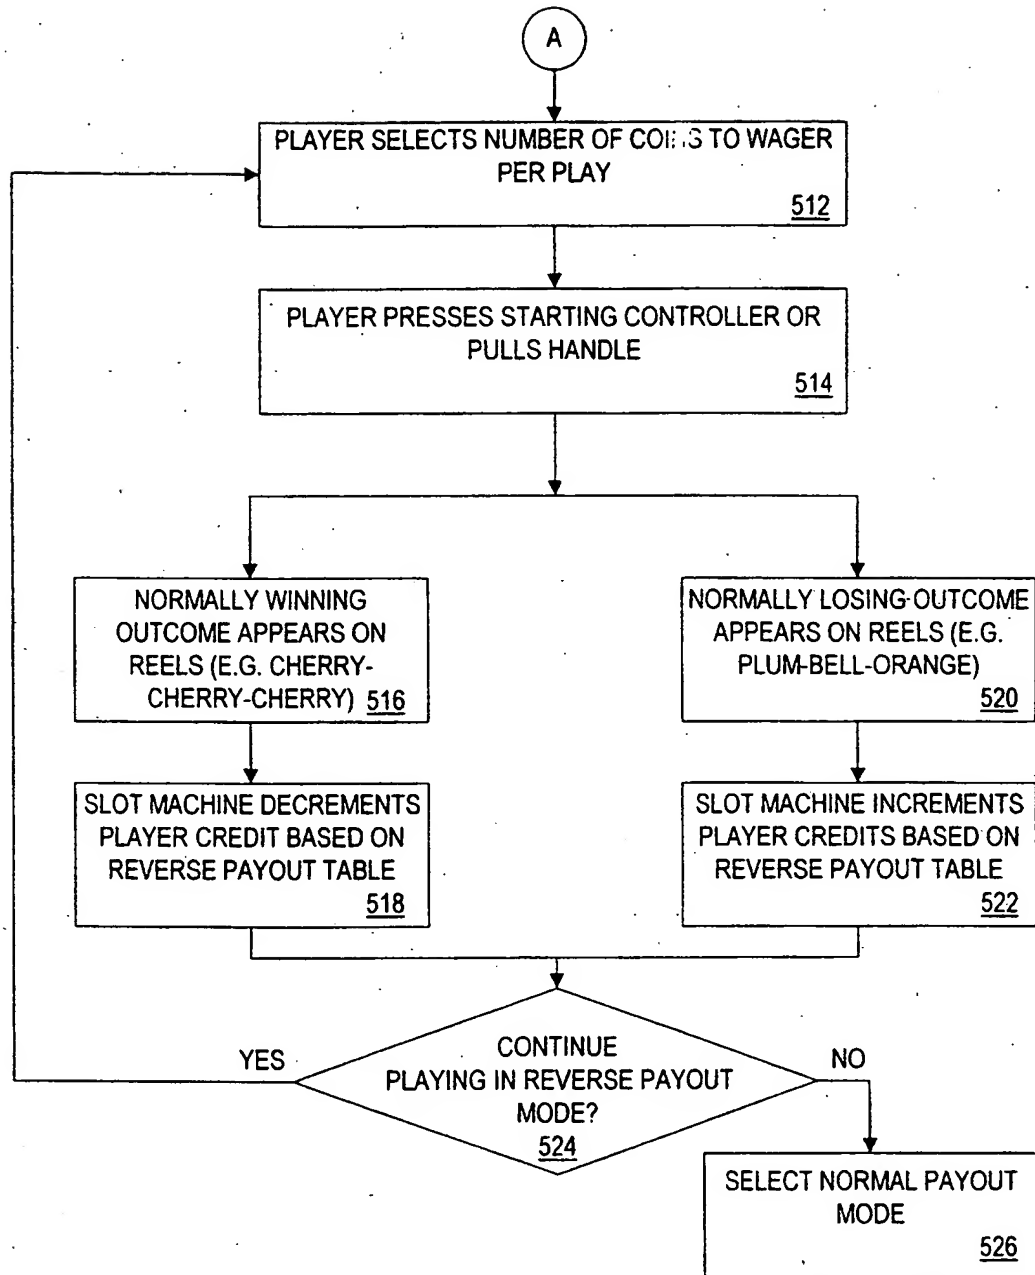 A
PLAYER SELECTS NUMBER OF TO WAGER
PER PLAY
512
PLAYER PRESSES STARTING CONTROLLER OR
PULLS HANDLE
514
NORMALLY WINNING
OUTCOME APPEARS ON
REELS (E.G. CHERRY-
CHERRY-CHERRY) 516
NORMALLY LOSING OUTCOME
APPEARS ON REELS (E.G.
PLUM-BELL-ORANGE)
520
SLOT MACHINE DECREMENTS
PLAYER CREDIT BASED ON
REVERSE PAYOUT TABLE
518
SLOT MACHINE INCREMENTS
PLAYER CREDITS BASED ON
REVERSE PAYOUT TABLE
522
YES
CONTINUE
PLAYING IN REVERSE PAYOUT
MODE?
524
NO
SELECT NORMAL PAYOUT
MODE
526